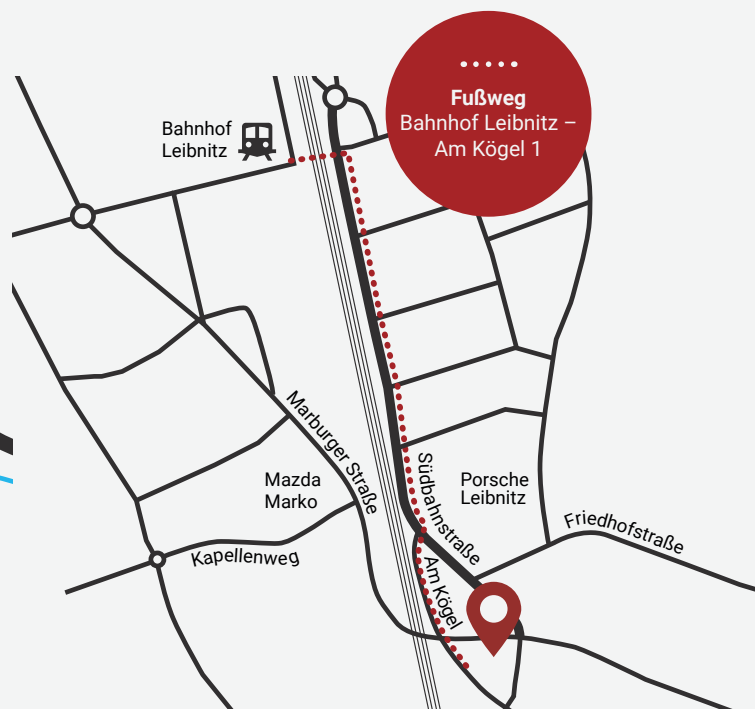 Fußweg
Bahnhof Leibnitz –
Am Kögel 1
Bahnhof
Leibnitz
Marburger Straße
Mazda
Marko
Südbahnstraße
Porsche
Leibnitz
Friedhofstraße
Kapellenweg
Am Kögel